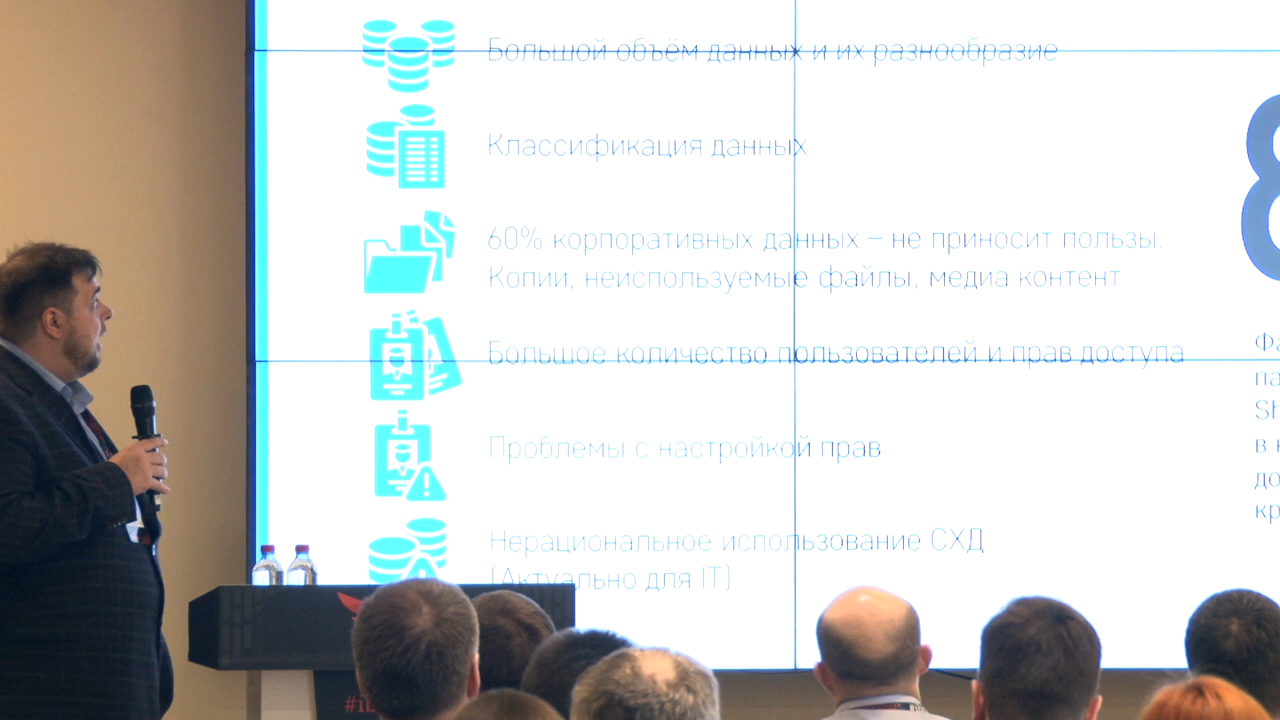 Большой объём данных и их разнообразие
Классификация данных
60% корпоративных данных – не приносит пользы.
Копии, неиспользуемые файлы, медиа контент
Большое количество пользователей и прав доступа
Проблемы с настройкой прав
Нерациональное использование СХД
(Актуально для IT)